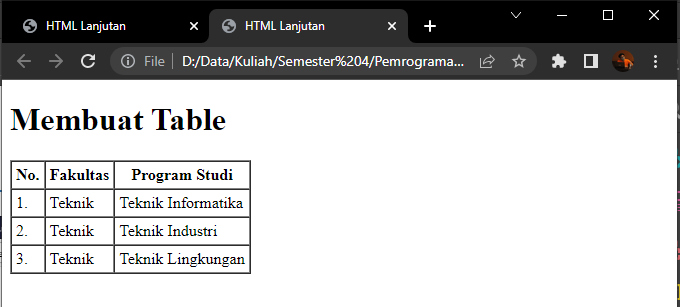 HTML Lanjutan
HTML Lanjutan
File D:/Data/Kuliah/Semester%204/Pemrograma...
Membuat Table
No. Fakultas Program Studi
1. Teknik Teknik Informatika
2. Teknik Teknik Industri
3. Teknik Teknik Lingkungan